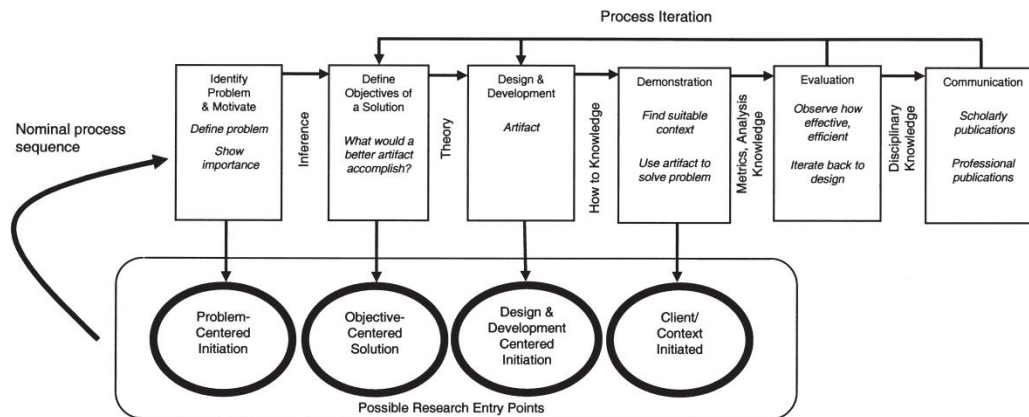 Process Iteration
Nominal process
sequence
Identify
Problem
& Motivate
Define problem
Show
importance
Inference
Define
Objectives of
a Solution
What would a
better artifact
accomplish?
Theory
Design &
Development
Artifact
How to Knowledge
Demonstration
Find suitable
context
Use artifact to
solve problem
Metrics, Analysis
Knowledge
Evaluation
Observe how
effective,
efficient
Iterate back to
design
Disciplinary
Knowledge
Communication
Scholarly
publications
Professional
publications
Problem-
Centered
Initiation
Objective-
Centered
Solution
Design &
Development
Centered
Initiation
Client/
Context
Initiated
Possible Research Entry Points